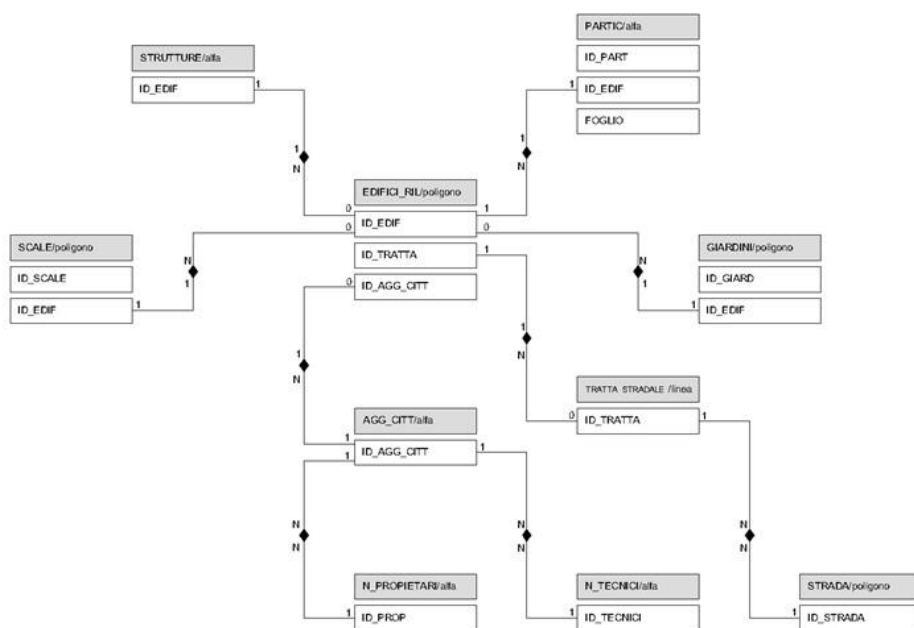 PARTIC/alfa
ID_PART
ID_EDIF
FOGLIO
1
1
N
STRUTTURE/alfa
ID_EDIF
1
1
N
EDIFICI_RIL/poligono
ID_EDIF
ID_TRATTA
ID_AGG_CITT
0
0
1
0
1
0
SCALE/poligono
ID_SCALE
ID_EDIF
1
N
1
GIARDINI/poligono
ID_GIARD
ID_EDIF
1
N
1
1
N
1
N
TRATTA STRADALE /linea
ID_TRATTA
0
1
AGG_CITT/alfa
ID_AGG_CITT
1
1
1
N
N
N
N
N
N
N_PROPIETARI/alfa
ID_PROP
1
N_TECNICI/alfa
ID_TECNICI
1
STRADA/poligono
ID_STRADA
1